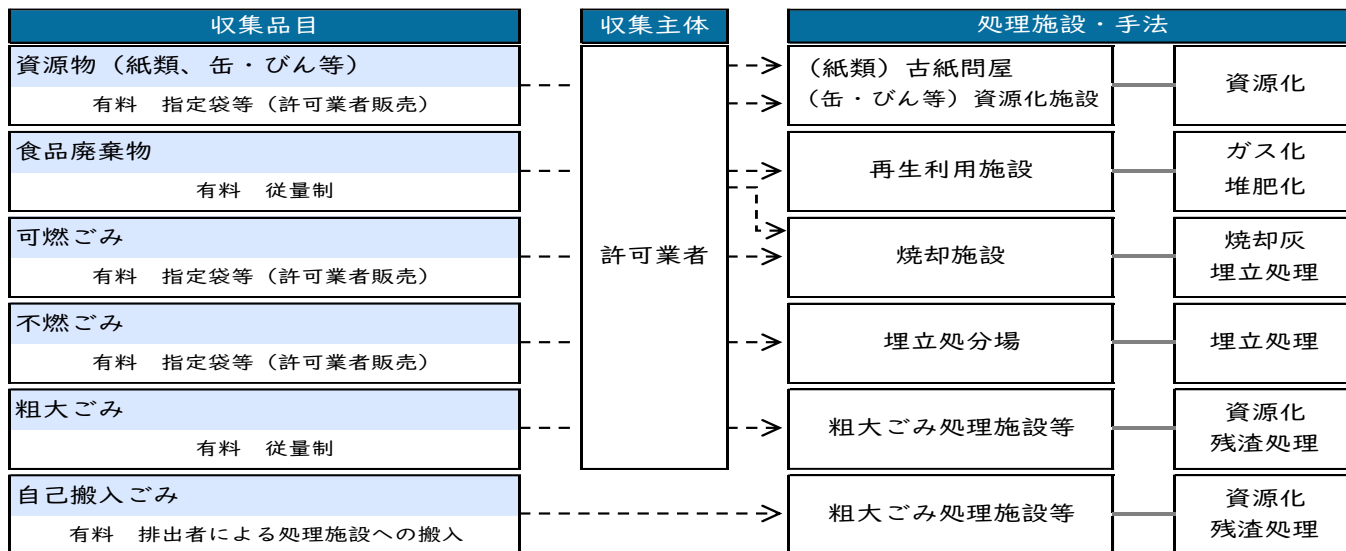 収集品目
収集主体
処理施設・手法
資源物（紙類、缶・びん等）
有料　指定袋等（許可業者販売）
（紙類）古紙問屋
（缶・びん等）資源化施設
資源化
食品廃棄物
有料　従量制
再生利用施設
ガス化
堆肥化
可燃ごみ
有料　指定袋等（許可業者販売）
許可業者
焼却施設
焼却灰
埋立処理
不燃ごみ
有料　指定袋等（許可業者販売）
埋立処分場
埋立処理
粗大ごみ
有料　従量制
粗大ごみ処理施設等
資源化
残渣処理
自己搬入ごみ
有料　排出者による処理施設への搬入
粗大ごみ処理施設等
資源化
残渣処理